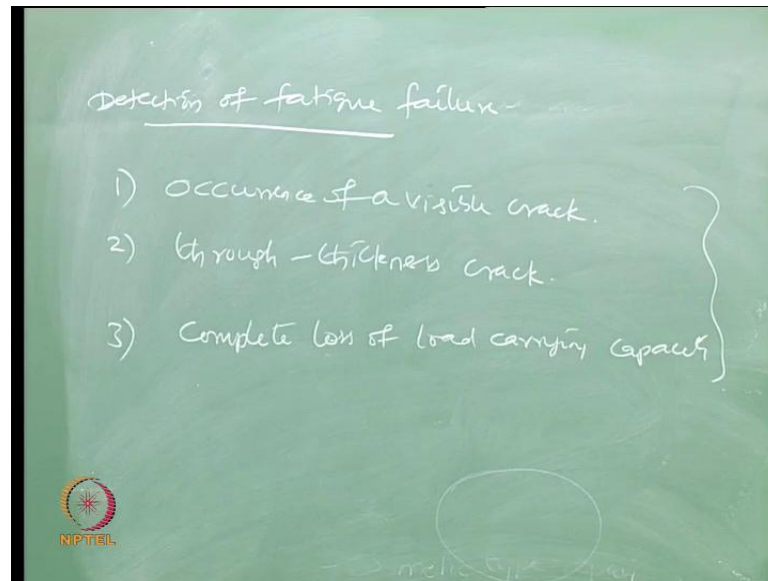 Detection of fatigue failure
1) Occurrence of a visible crack.
2) through-thickness crack.
3) Complete loss of load carrying capacity
NPTEL